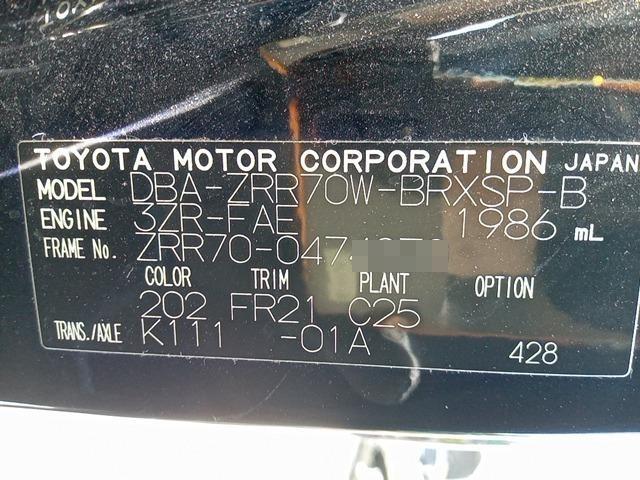 TOYOTA MOTOR CORPORATION JAPAN
MODEL DBA-ZRR70W-BRXSP-B
ENGINE 3ZR-FAE 1986 mL
FRAME No. ZRR70-047
COLOR TRIM PLANT OPTION
202 FR21 C25
TRANS./AXLE K111 -01A
428